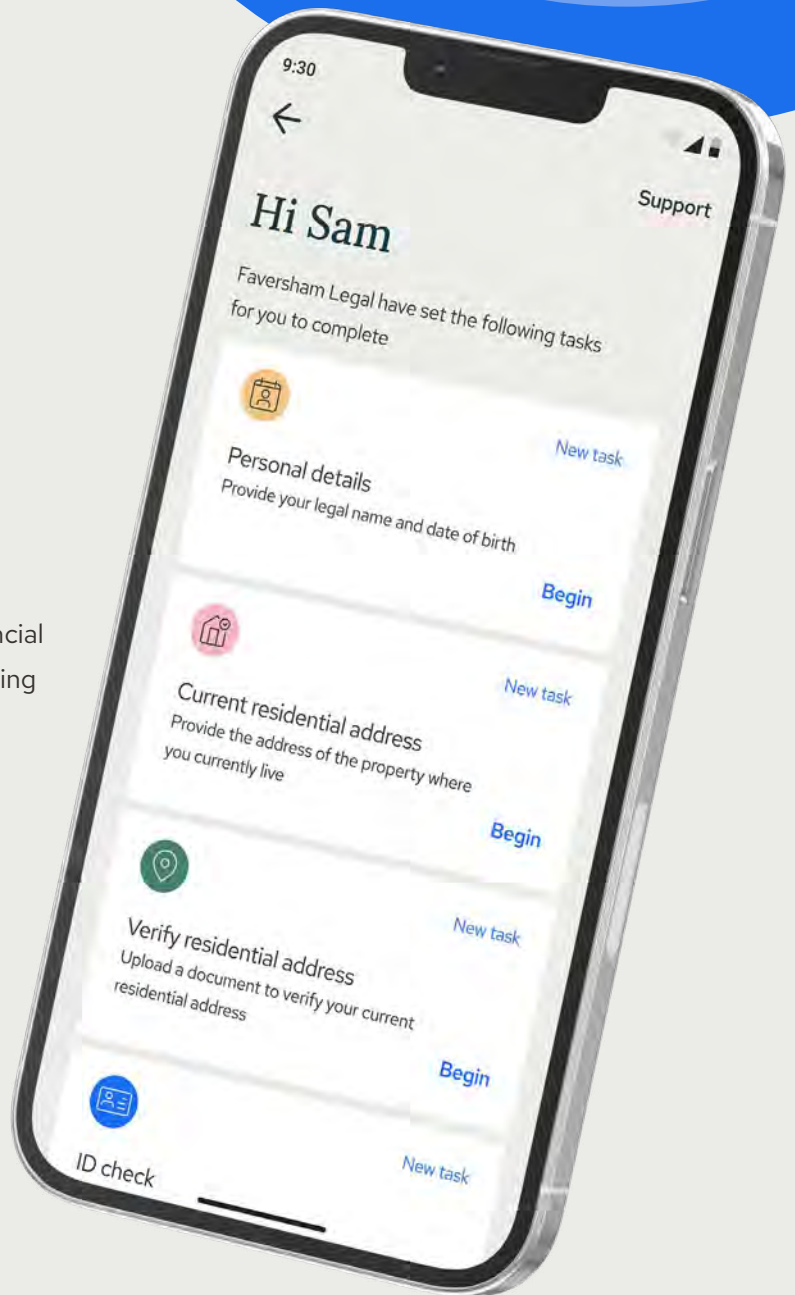 9:30
Support
Hi Sam
Faversham Legal have set the following tasks
for you to complete
New task
Personal details
Provide your legal name and date of birth
Begin
New task
Current residential address
Provide the address of the property where
you currently live
Begin
New task
Verify residential address
Upload a document to verify your current
residential address
Begin
New task
ID check